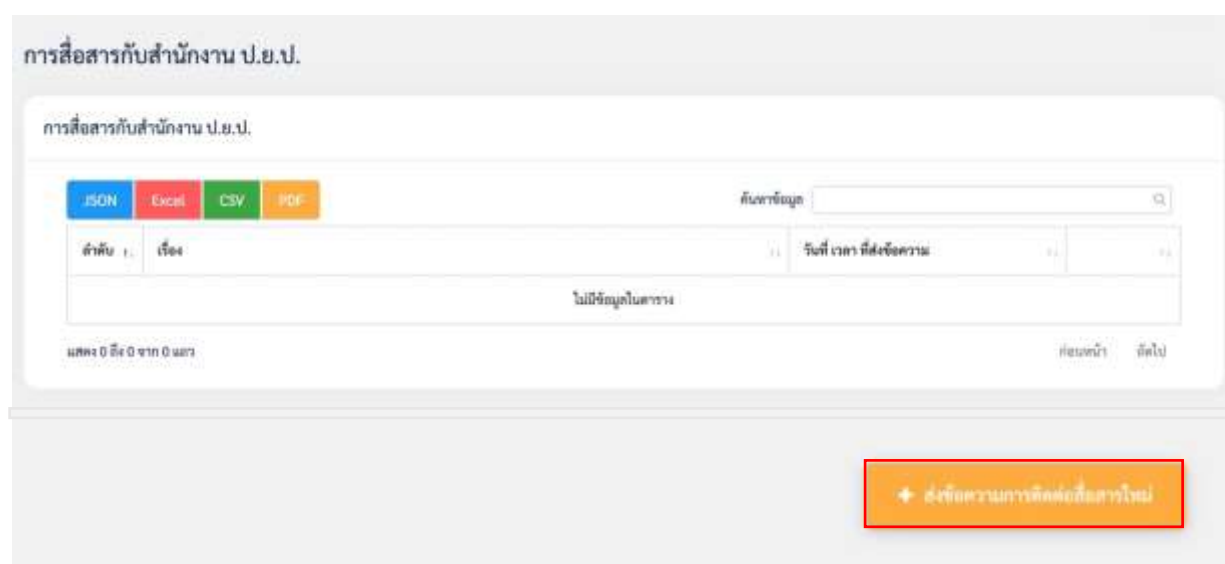 การสื่อสารกับสำนักงาน ป.ย.ป.
การสื่อสารกับสำนักงาน ป.ย.ป.
JSON Excel CSV PDF ค้นหาข้อมูล
ลำดับ เรื่อง วันที่ เวลา ที่ส่งข้อความ
ไม่มีข้อมูลในตาราง
แสดง 0 ถึง 0 จาก 0 แถว ก่อนหน้า ถัดไป
+ ส่งข้อความการติดต่อสื่อสารใหม่